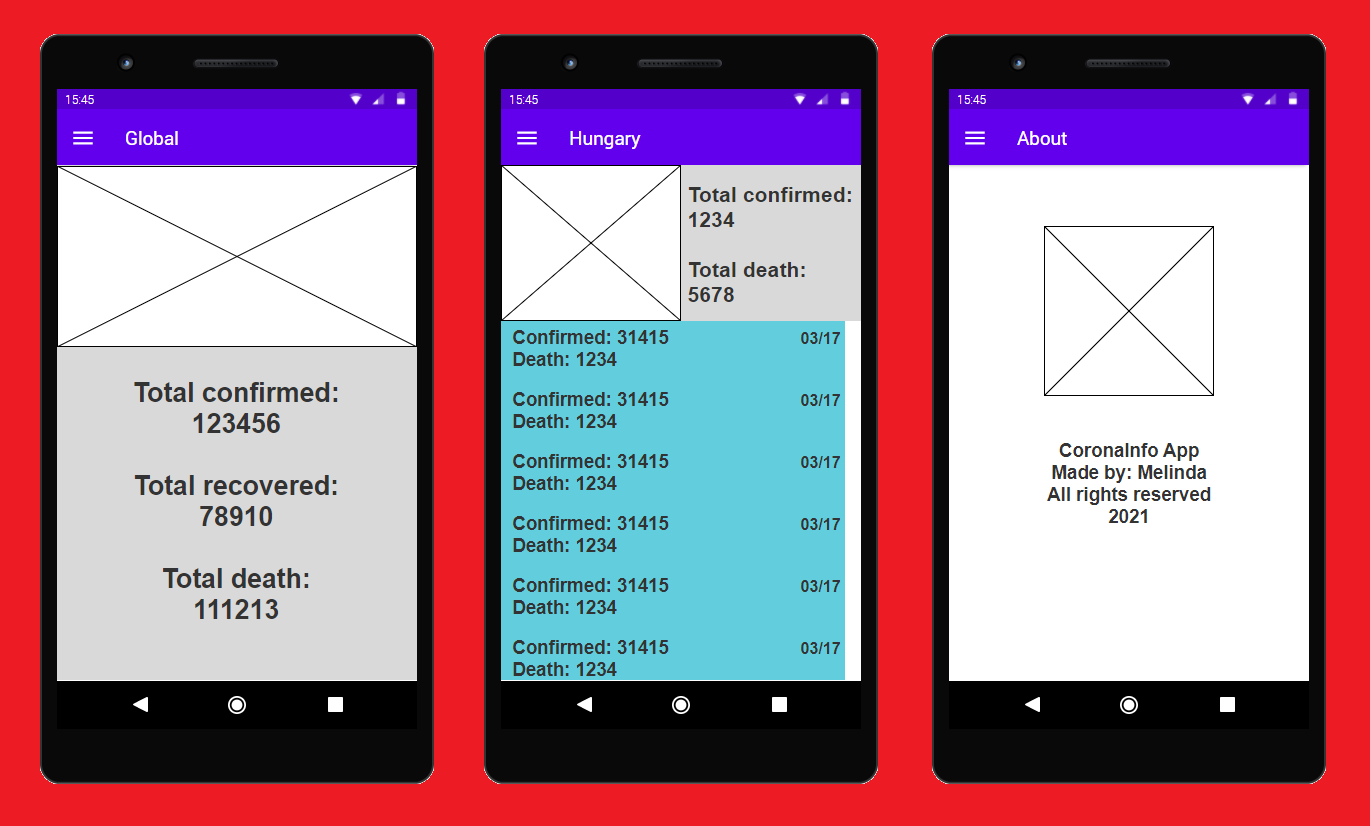 15:45
Global
Total confirmed:
123456
Total recovered:
78910
Total death:
111213
15:45
Hungary
Total confirmed:
1234
Total death:
5678
Confirmed: 31415 03/17
Death: 1234
Confirmed: 31415 03/17
Death: 1234
Confirmed: 31415 03/17
Death: 1234
Confirmed: 31415 03/17
Death: 1234
Confirmed: 31415 03/17
Death: 1234
Confirmed: 31415 03/17
Death: 1234
15:45
About
CoronaInfo App
Made by: Melinda
All rights reserved
2021